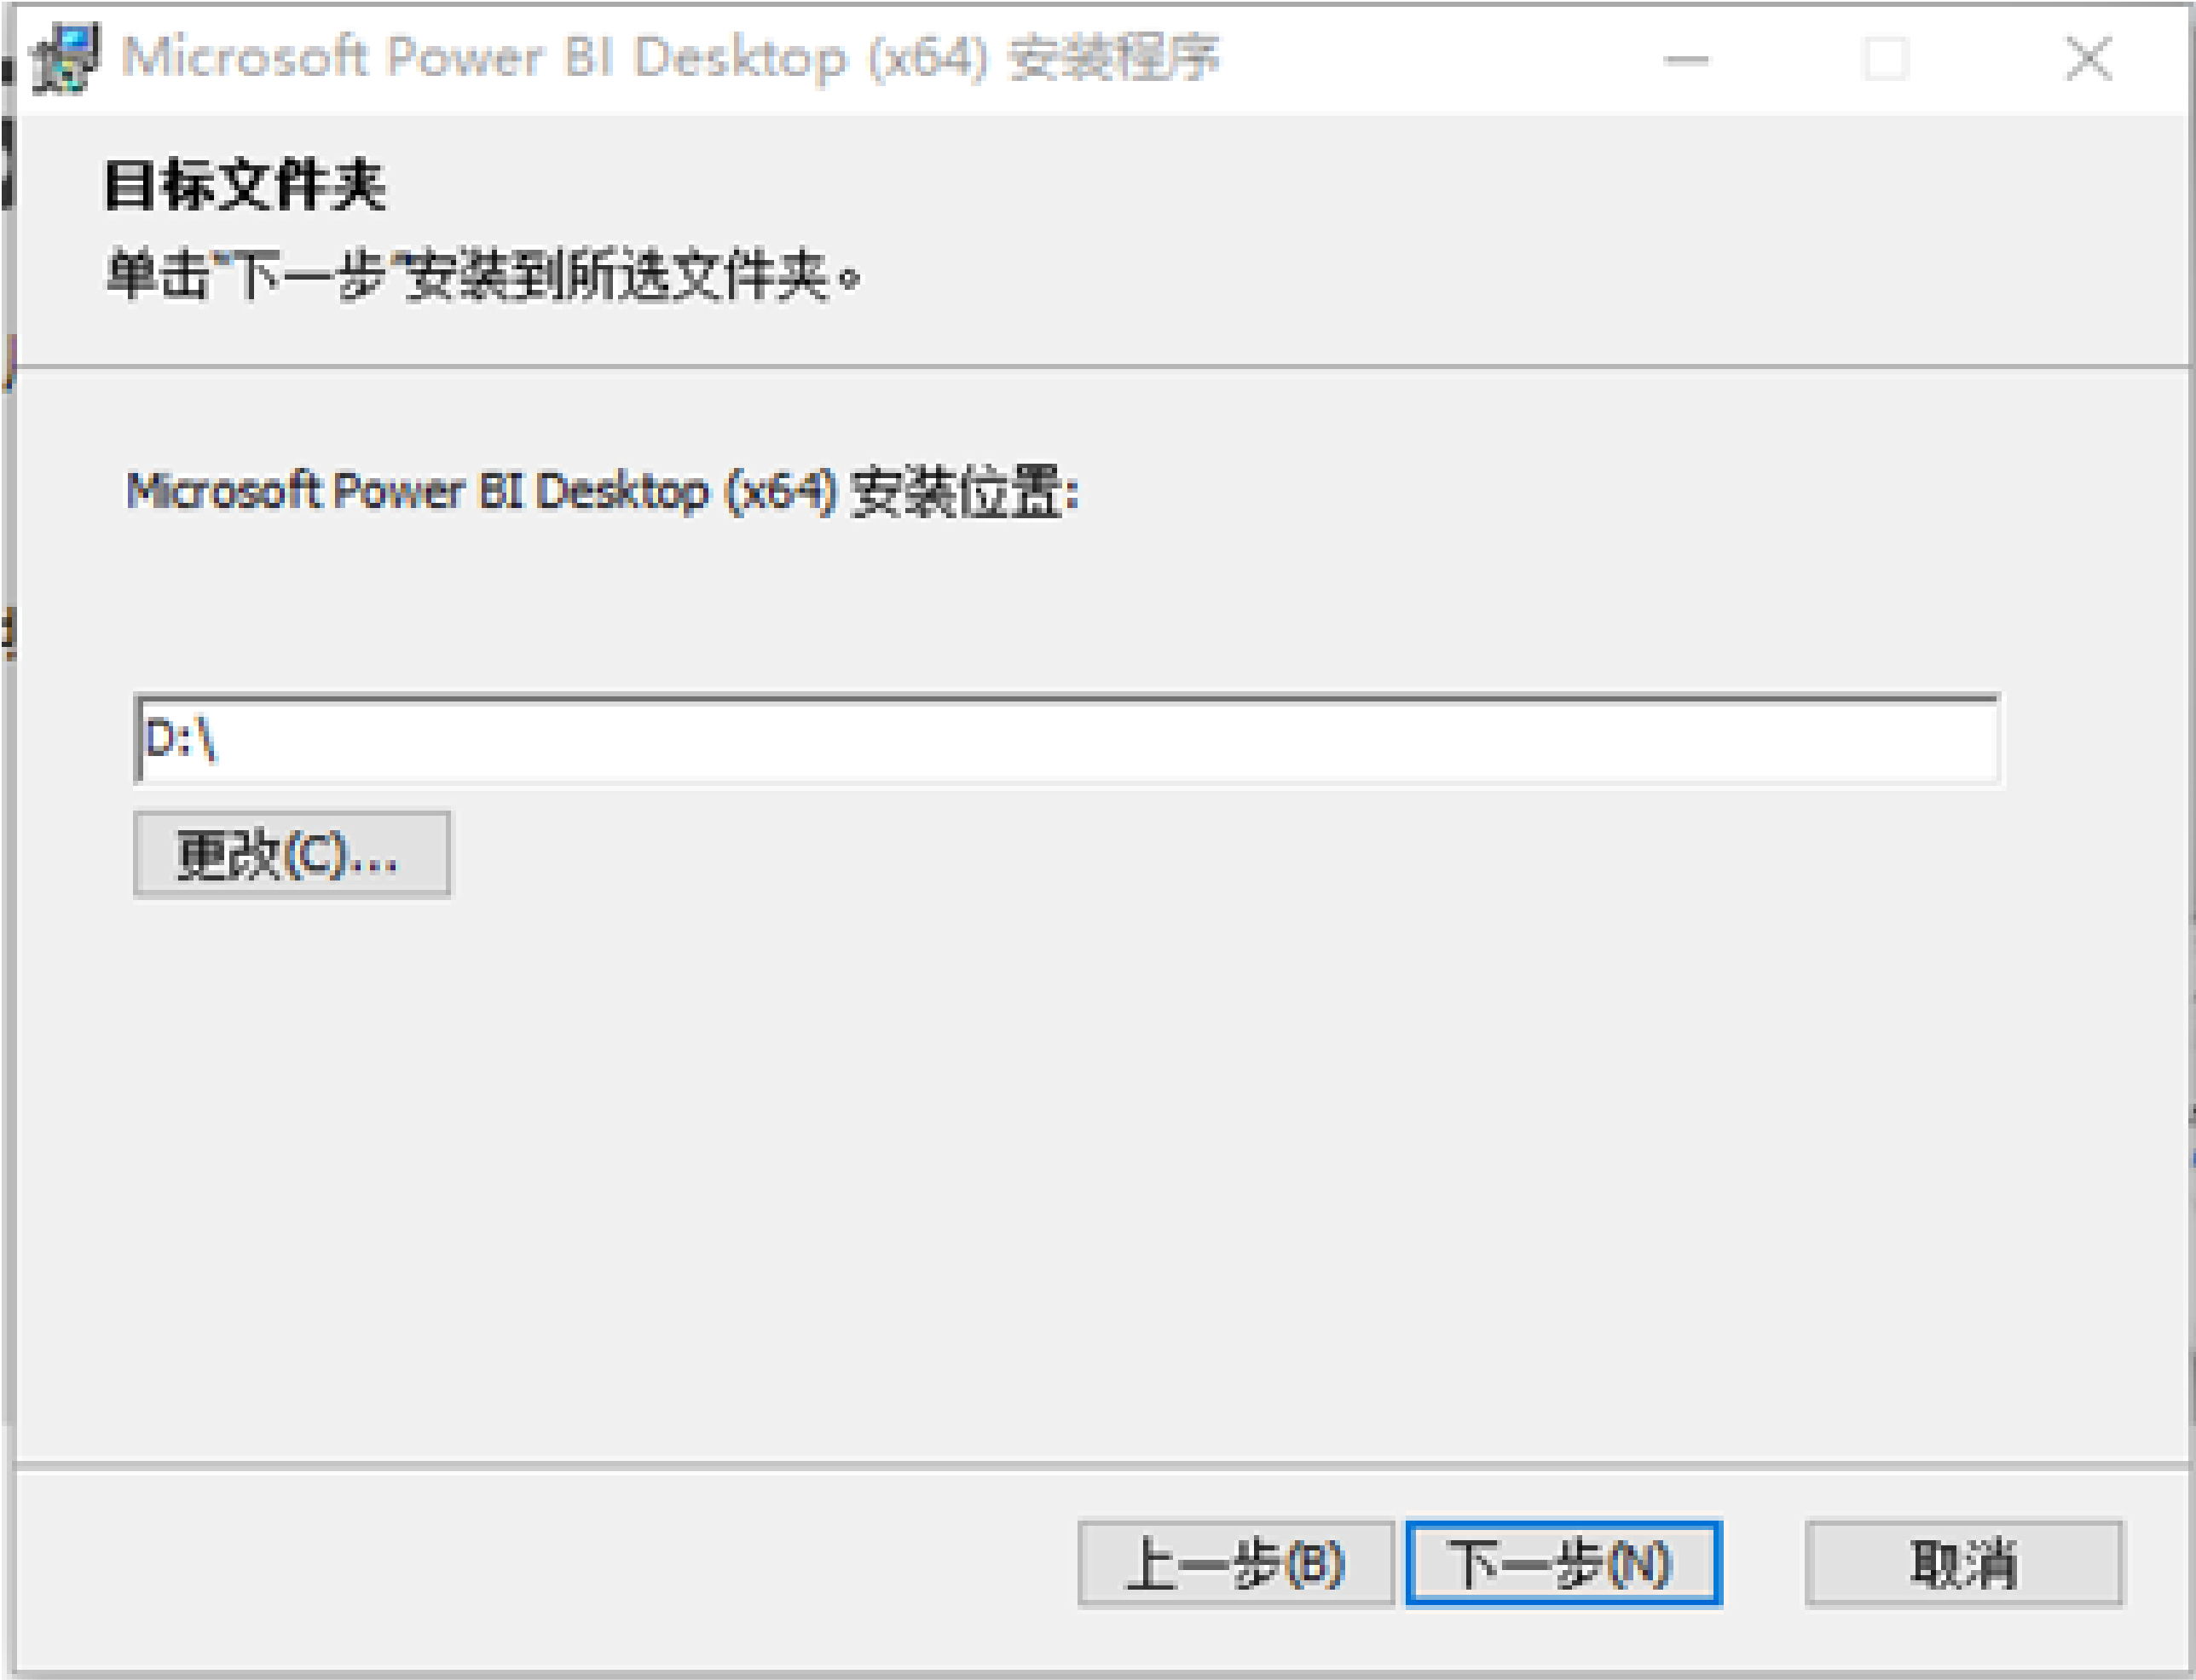 Microsoft Power BI Desktop (x64) 安装程序
目标文件夹
单击"下一步"安装到所选文件夹。
Microsoft Power BI Desktop (x64) 安装位置:
D:\
更改(C)...
上一步(B) 下一步(N) 取消